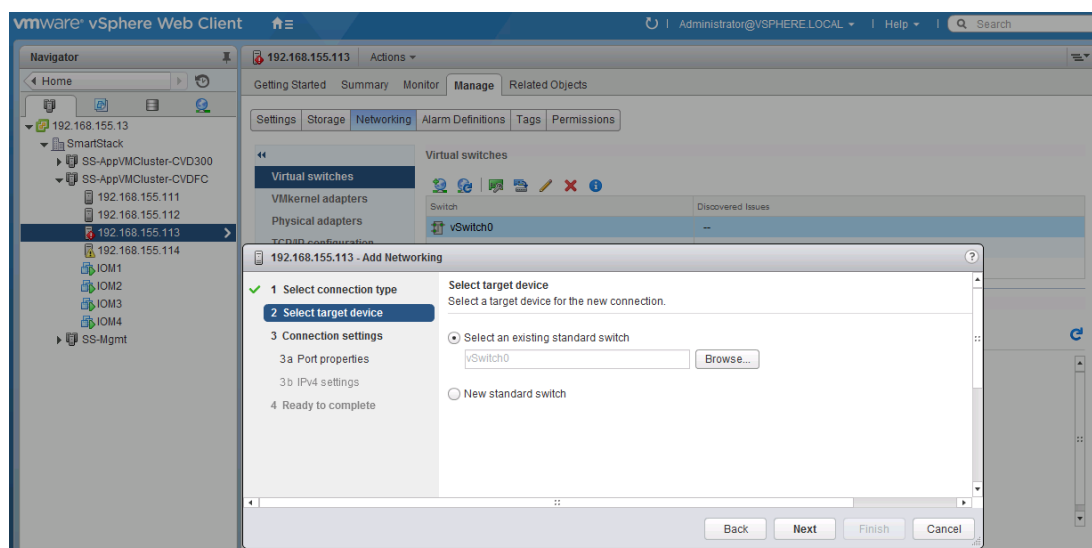 vmware® vSphere Web Client
Administrator@VSPHERE.LOCAL
Help
Search
Navigator
192.168.155.113 Actions
Home
Getting Started Summary Monitor Manage Related Objects
Settings Storage Networking Alarm Definitions Tags Permissions
192.168.155.13
SmartStack
SS-AppVMCluster-CVD300
SS-AppVMCluster-CVDFC
192.168.155.111
192.168.155.112
192.168.155.113
192.168.155.114
IOM1
IOM2
IOM3
IOM4
SS-Mgmt
Virtual switches
VMkernel adapters
Physical adapters
TCP/IP configuration
Virtual switches
Switch Discovered Issues
vSwitch0 --
192.168.155.113 - Add Networking
1 Select connection type
2 Select target device
3 Connection settings
3a Port properties
3b IPv4 settings
4 Ready to complete
Select target device
Select a target device for the new connection.
Select an existing standard switch
vSwitch0 Browse...
New standard switch
Back Next Finish Cancel